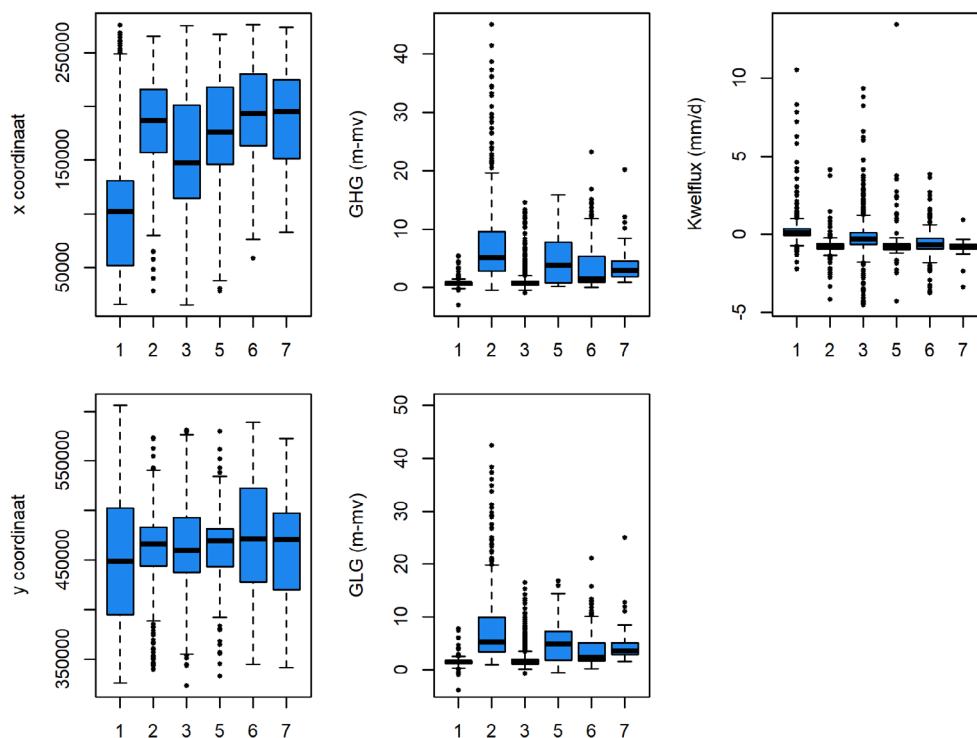 x coordinaat
250000
150000
50000
1 2 3 5 6 7
GHG (m-mv)
40
30
20
10
0
1 2 3 5 6 7
Kwelflux (mm/d)
10
5
0
-5
1 2 3 5 6 7
y coordinaat
550000
450000
350000
1 2 3 5 6 7
GLG (m-mv)
50
40
30
20
10
0
1 2 3 5 6 7